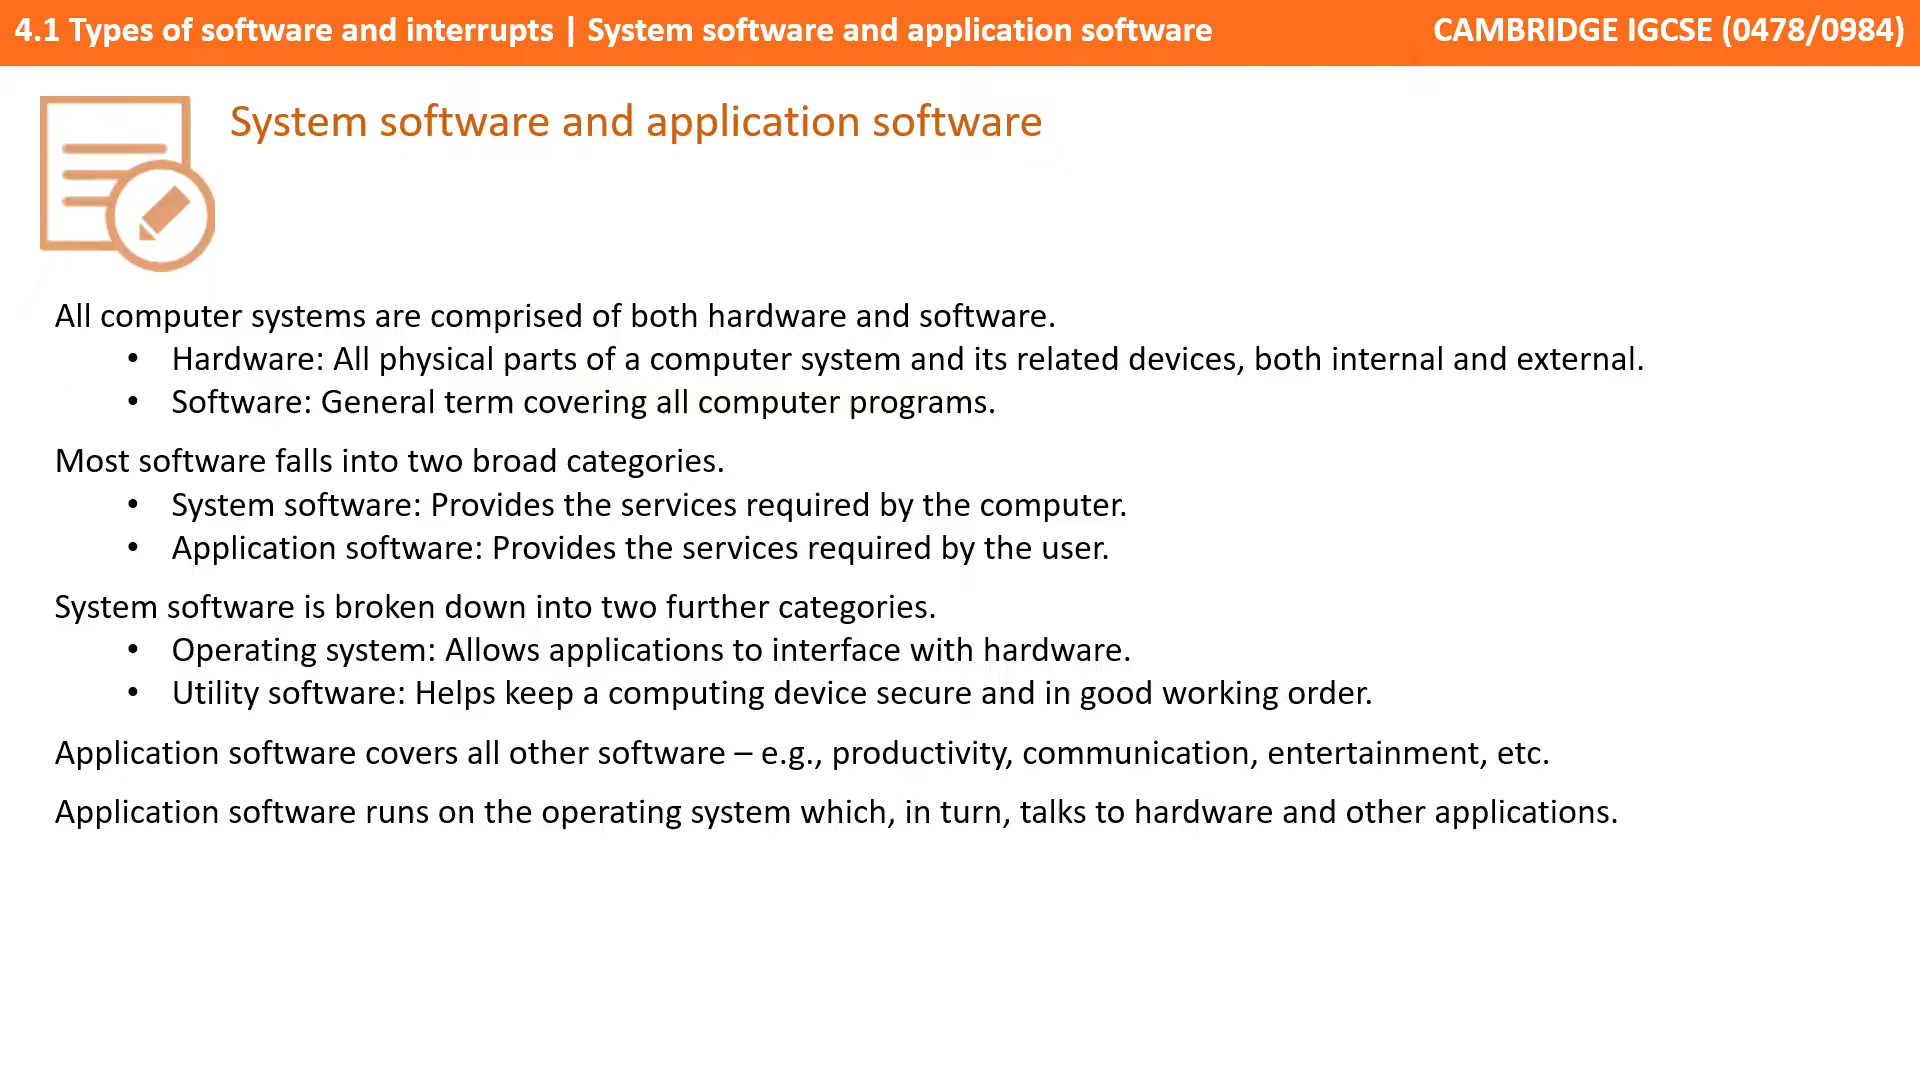 4.1 Types of software and interrupts | System software and application software
CAMBRIDGE IGCSE (0478/0984)
System software and application software
All computer systems are comprised of both hardware and software.
• Hardware: All physical parts of a computer system and its related devices, both internal and external.
• Software: General term covering all computer programs.
Most software falls into two broad categories.
• System software: Provides the services required by the computer.
• Application software: Provides the services required by the user.
System software is broken down into two further categories.
• Operating system: Allows applications to interface with hardware.
• Utility software: Helps keep a computing device secure and in good working order.
Application software covers all other software – e.g., productivity, communication, entertainment, etc.
Application software runs on the operating system which, in turn, talks to hardware and other applications.